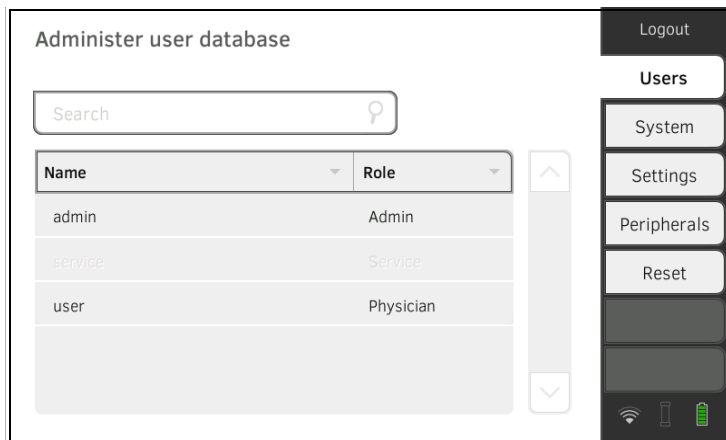 Administer user database
Search
Name Role
admin Admin
service Service
user Physician
Logout
Users
System
Settings
Peripherals
Reset